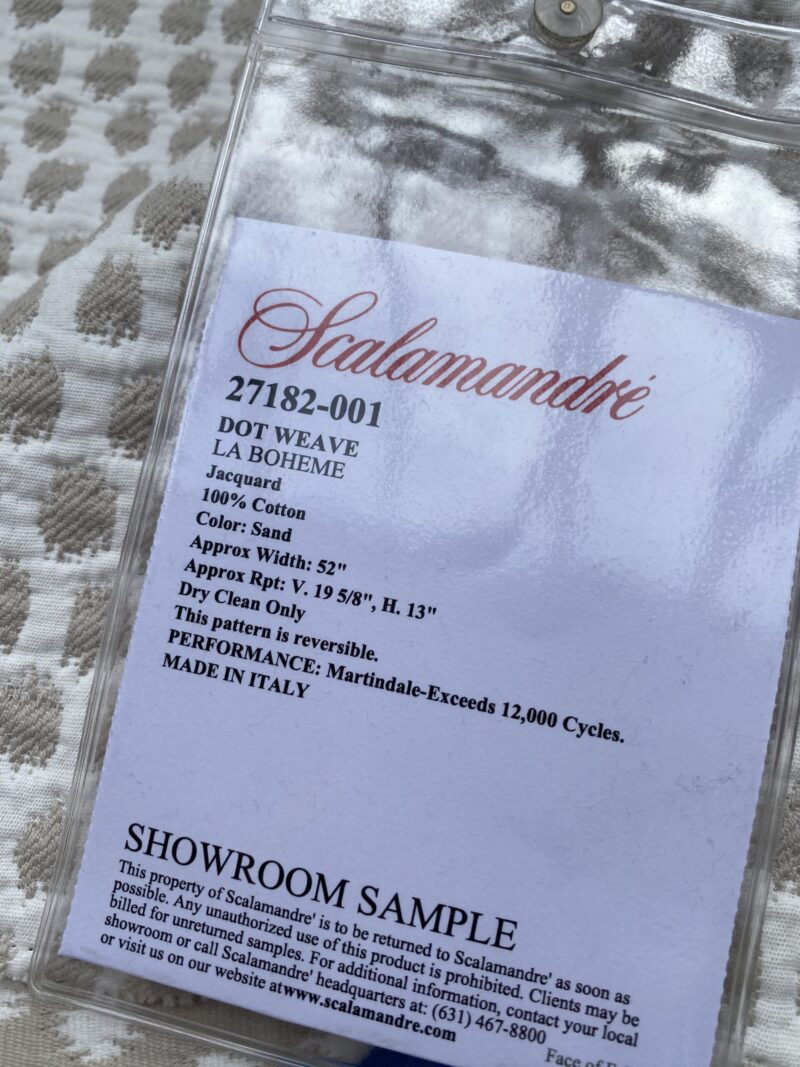 Scalamandré
27182-001
DOT WEAVE
LA BOHEME
Jacquard
100% Cotton
Color: Sand
Approx Width: 52"
Approx Rpt: V. 19 5/8", H. 13"
Dry Clean Only
This pattern is reversible.
PERFORMANCE: Martindale-Exceeds 12,000 Cycles.
MADE IN ITALY
SHOWROOM SAMPLE
This property of Scalamandre' is to be returned to Scalamandre' as soon as
possible. Any unauthorized use of this product is prohibited. Clients may be
billed for unreturned samples. For additional information, contact your local
showroom or call Scalamandre' headquarters at: (631) 467-8800
or visit us on our website atwww.scalamandre.com
Face of